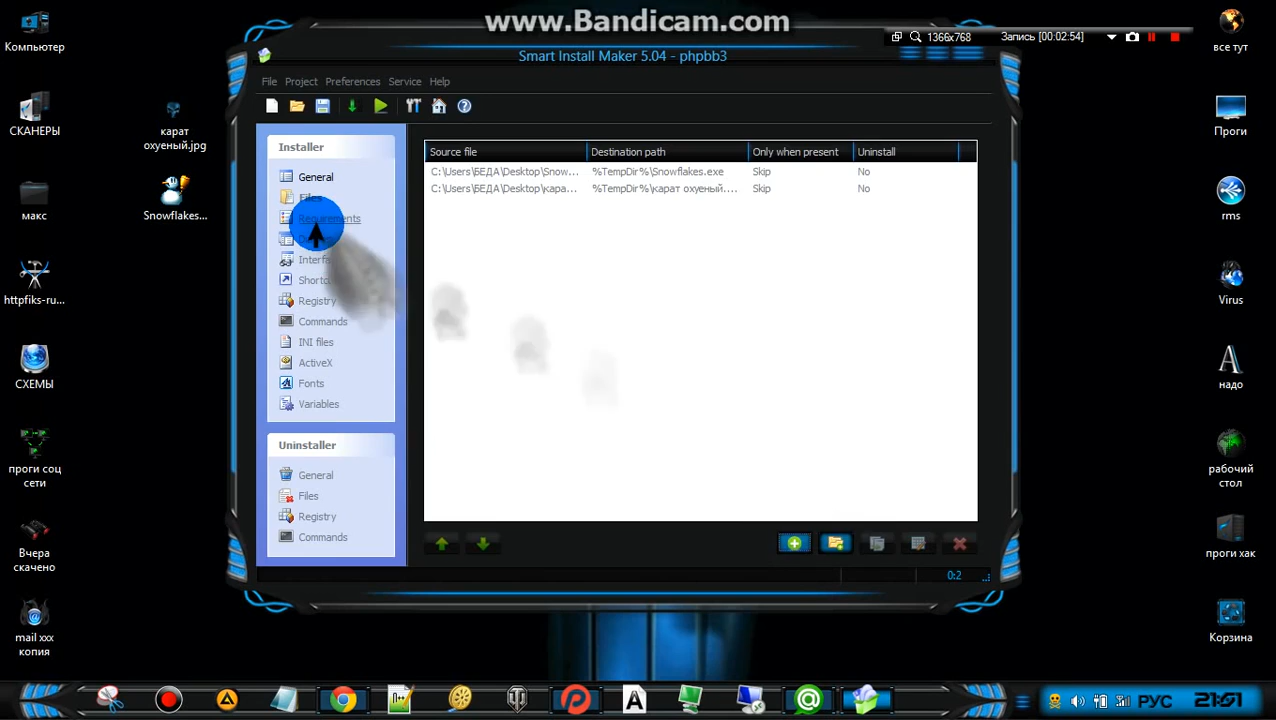 www.Bandicam.com
1366x768
Запись [00:02:54]
Smart Install Maker 5.04 - phpbb3
File Project Preferences Service Help
Installer
General
Files
Requirements
Registry
Commands
INI files
ActiveX
Fonts
Variables
Uninstaller
General
Files
Registry
Commands
Source file Destination path Only when present Uninstall
C:\Users\БЕДА\Desktop\Snow... %TempDir%\Snowflakes.exe Skip No
C:\Users\БЕДА\Desktop\кара... %TempDir%\карат охуеный.... Skip No
0:2
Компьютер
СКАНЕРЫ
макс
httpfiks-ru...
СХЕМЫ
проги соц
сети
Вчера
скачено
mail xxx
копия
карат
охуеный.jpg
Snowflakes...
все тут
Проги
rms
Virus
надо
рабочий
стол
проги хак
Корзина
РУС
21:51